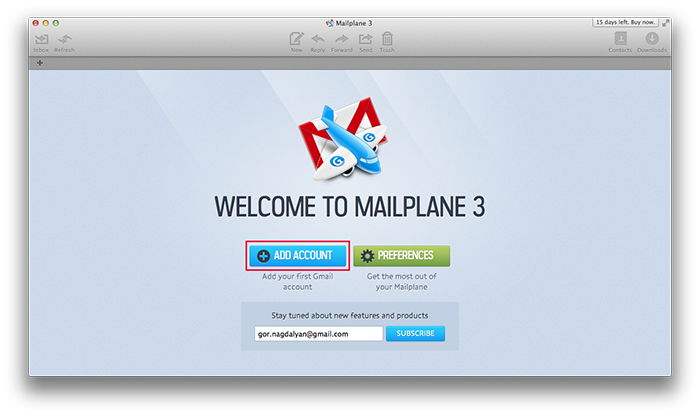 Mailplane 3
15 days left. Buy now.
Inbox Refresh New Reply Forward Send Trash Contacts Downloads
+
WELCOME TO MAILPLANE 3
ADD ACCOUNT PREFERENCES
Add your first Gmail Get the most out
account of your Mailplane
Stay tuned about new features and products
gor.nagdalyan@gmail.com SUBSCRIBE